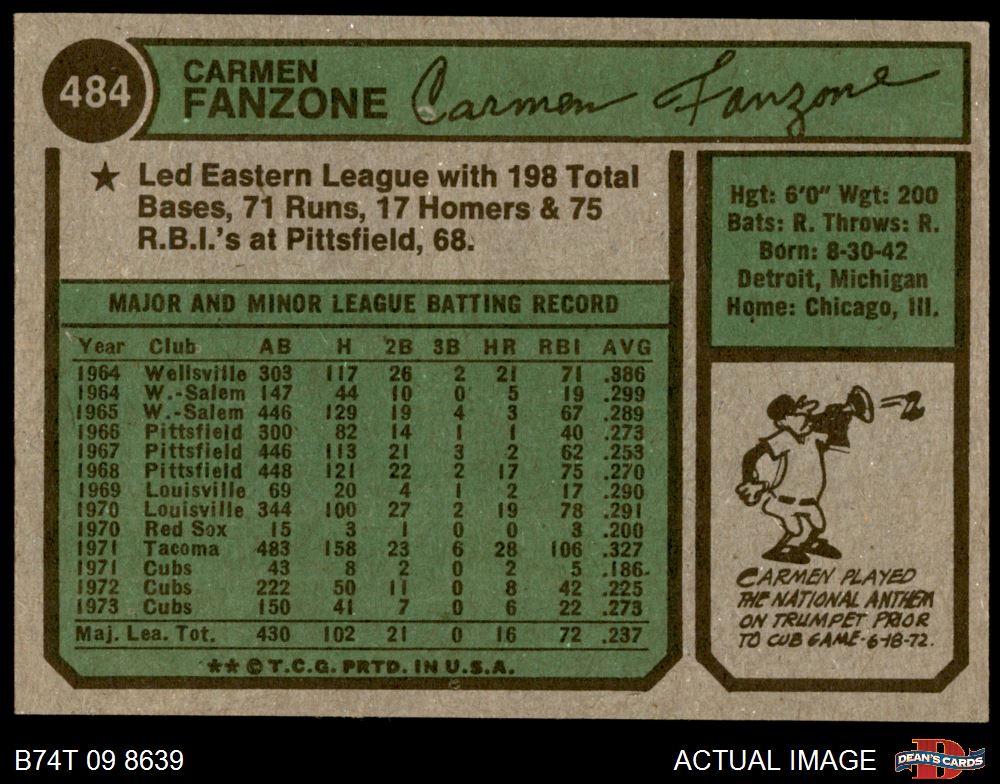 484
CARMEN
FANZONE
Carmen Fanzone
★ Led Eastern League with 198 Total
Bases, 71 Runs, 17 Homers & 75
R.B.I.'s at Pittsfield, 68.
MAJOR AND MINOR LEAGUE BATTING RECORD
Year Club AB H 2B 3B HR RBI AVG
1964 Wellsville 303 117 26 2 21 71 .386
1964 W.-Salem 147 44 10 0 5 19 .299
1965 W.-Salem 446 129 19 4 3 67 .289
1966 Pittsfield 300 82 14 1 1 40 .273
1967 Pittsfield 446 113 21 3 2 62 .253
1968 Pittsfield 448 121 22 2 17 75 .270
1969 Louisville 69 20 4 1 2 17 .290
1970 Louisville 344 100 27 2 19 78 .291
1970 Red Sox 15 3 1 0 0 3 .200
1971 Tacoma 483 158 23 6 28 106 .327
1971 Cubs 43 8 2 0 2 5 .186
1972 Cubs 222 50 11 0 8 42 .225
1973 Cubs 150 41 7 0 6 22 .273
Maj. Lea. Tot. 430 102 21 0 16 72 .237
★★ © T.C.G. PRTD. IN U.S.A.
Hgt: 6'0" Wgt: 200
Bats: R. Throws: R.
Born: 8-30-42
Detroit, Michigan
Home: Chicago, Ill.
CARMEN PLAYED
THE NATIONAL ANTHEM
ON TRUMPET PRIOR
TO CUB GAME-6-18-72.
B74T 09 8639
ACTUAL IMAGE
D
DEAN'S CARDS